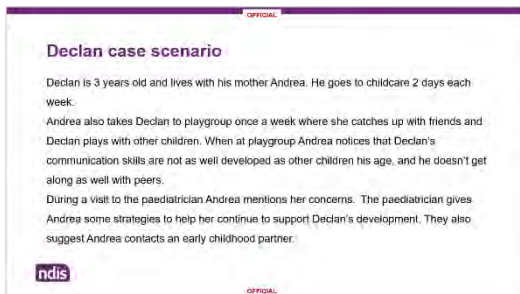 OFFICIAL
Declan case scenario
Declan is 3 years old and lives with his mother Andrea. He goes to childcare 2 days each
week.
Andrea also takes Declan to playgroup once a week where she catches up with friends and
Declan plays with other children. When at playgroup Andrea notices that Declan's
communication skills are not as well developed as other children his age, and he doesn't get
along as well with peers.
During a visit to the paediatrician Andrea mentions her concerns. The paediatrician gives
Andrea some strategies to help her continue to support Declan's development. They also
suggest Andrea contacts an early childhood partner.
ndis
OFFICIAL